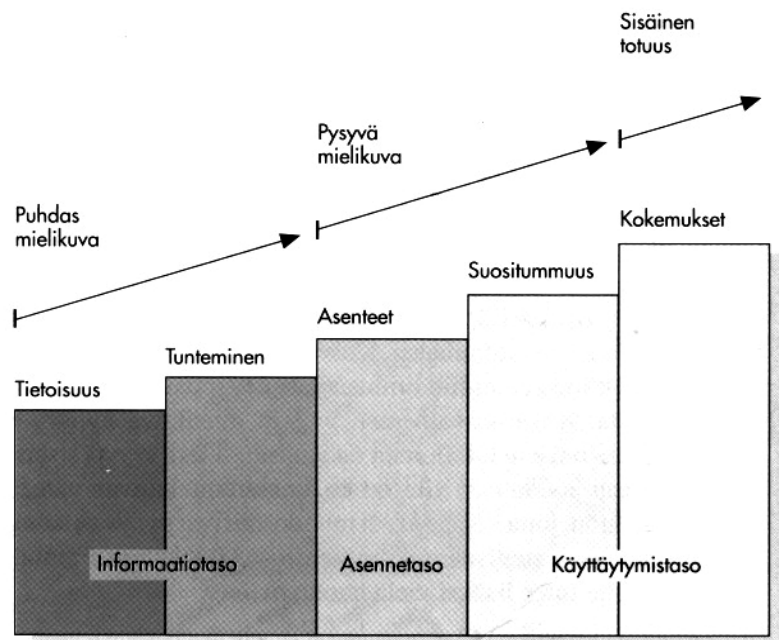 Sisäinen
totuus
Pysyvä
mielikuva
Puhdas
mielikuva
Kokemukset
Suositummuus
Asenteet
Tunteminen
Tietoisuus
Informaatiotaso
Asennetaso
Käyttäytymistaso